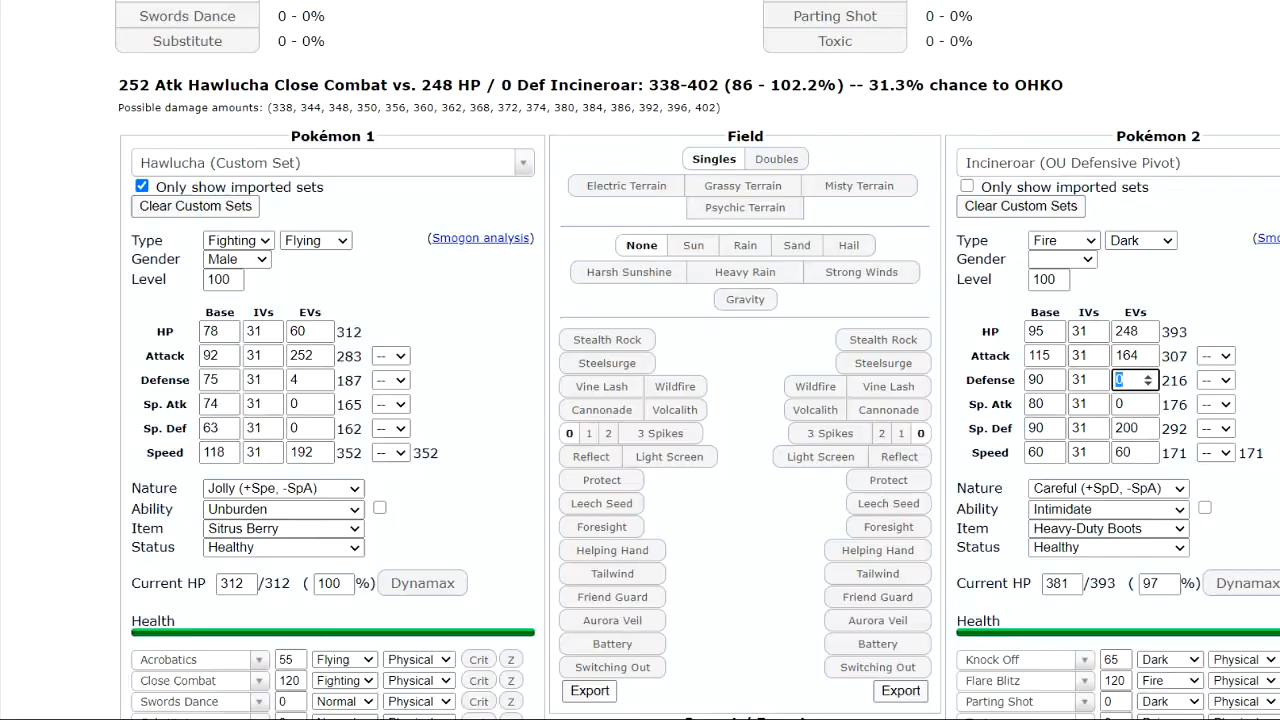 Swords Dance 0 - 0% Parting Shot 0 - 0%
Substitute 0 - 0% Toxic 0 - 0%
252 Atk Hawlucha Close Combat vs. 248 HP / 0 Def Incineroar: 338-402 (86 - 102.2%) -- 31.3% chance to OHKO
Possible damage amounts: (338, 344, 348, 350, 356, 360, 362, 368, 372, 374, 380, 384, 386, 392, 396, 402)
Pokémon 1
Hawlucha (Custom Set)
Only show imported sets
Clear Custom Sets
Type Fighting Flying (Smogon analysis)
Gender Male
Level 100
Base IVs EVs
HP 78 31 60 312
Attack 92 31 252 283 --
Defense 75 31 4 187 --
Sp. Atk 74 31 0 165 --
Sp. Def 63 31 0 162 --
Speed 118 31 192 352 -- 352
Nature Jolly (+Spe, -SpA)
Ability Unburden
Item Sitrus Berry
Status Healthy
Current HP 312 /312 ( 100 %) Dynamax
Health
Acrobatics 55 Flying Physical Crit Z
Close Combat 120 Fighting Physical Crit Z
Swords Dance 0 Normal Physical Crit Z
Field
Singles Doubles
Electric Terrain Grassy Terrain Misty Terrain
Psychic Terrain
None Sun Rain Sand Hail
Harsh Sunshine Heavy Rain Strong Winds
Gravity
Stealth Rock Stealth Rock
Steelsurge Steelsurge
Vine Lash Wildfire Wildfire Vine Lash
Cannonade Volcalith Volcalith Cannonade
0 1 2 3 Spikes 3 Spikes 2 1 0
Reflect Light Screen Light Screen Reflect
Protect Protect
Leech Seed Leech Seed
Foresight Foresight
Helping Hand Helping Hand
Tailwind Tailwind
Friend Guard Friend Guard
Aurora Veil Aurora Veil
Battery Battery
Switching Out Switching Out
Export Export
Pokémon 2
Incineroar (OU Defensive Pivot)
Only show imported sets
Clear Custom Sets
Type Fire Dark (Smo
Gender
Level 100
Base IVs EVs
HP 95 31 248 393
Attack 115 31 164 307 --
Defense 90 31 0 216 --
Sp. Atk 80 31 0 176 --
Sp. Def 90 31 200 292 --
Speed 60 31 60 171 -- 171
Nature Careful (+SpD, -SpA)
Ability Intimidate
Item Heavy-Duty Boots
Status Healthy
Current HP 381 /393 ( 97 %) Dynamax
Health
Knock Off 65 Dark Physical
Flare Blitz 120 Fire Physical
Parting Shot 0 Dark Physical